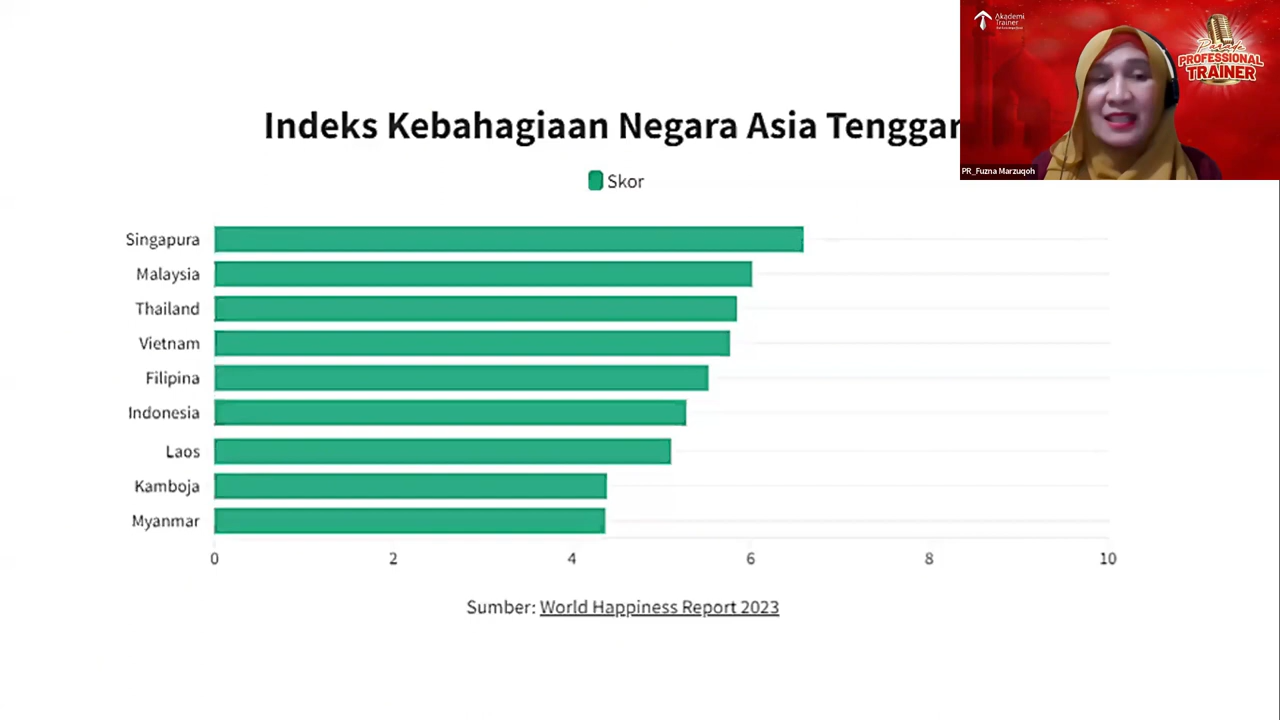 Indeks Kebahagiaan Negara Asia Tenggar
Skor
Singapura
Malaysia
Thailand
Vietnam
Filipina
Indonesia
Laos
Kamboja
Myanmar
0 2 4 6 8 10
Sumber: World Happiness Report 2023
Akademi
Trainer
PROFESSIONAL
TRAINER
PR_Fuzna Marzuqoh